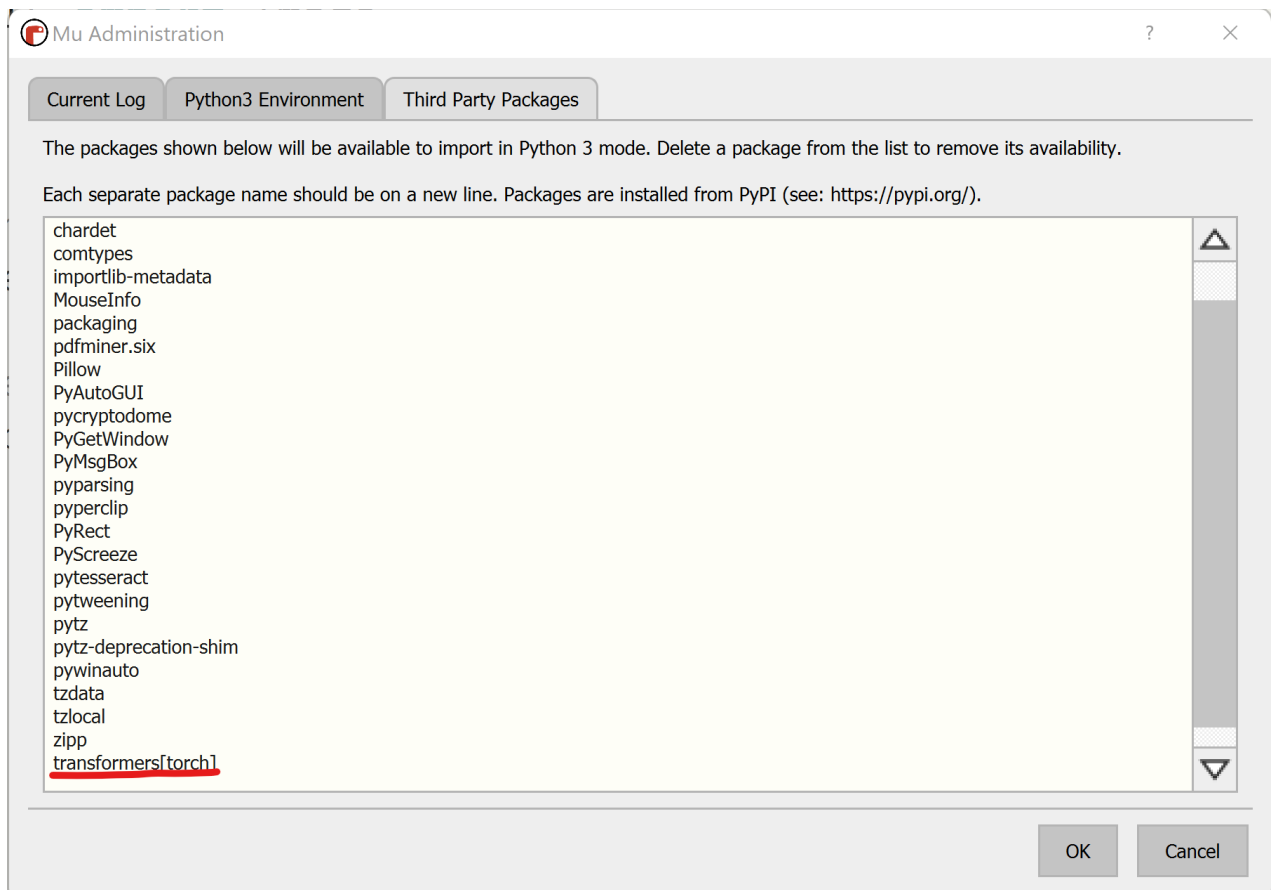 Mu Administration
Current Log
Python3 Environment
Third Party Packages
The packages shown below will be available to import in Python 3 mode. Delete a package from the list to remove its availability.
Each separate package name should be on a new line. Packages are installed from PyPI (see: https://pypi.org/).
chardet
comtypes
importlib-metadata
MouseInfo
packaging
pdfminer.six
Pillow
PyAutoGUI
pycryptodome
PyGetWindow
PyMsgBox
pyparsing
pyperclip
PyRect
PyScreeze
pytesseract
pytweening
pytz
pytz-deprecation-shim
pywinauto
tzdata
tzlocal
zipp
transformers[torch]
OK
Cancel